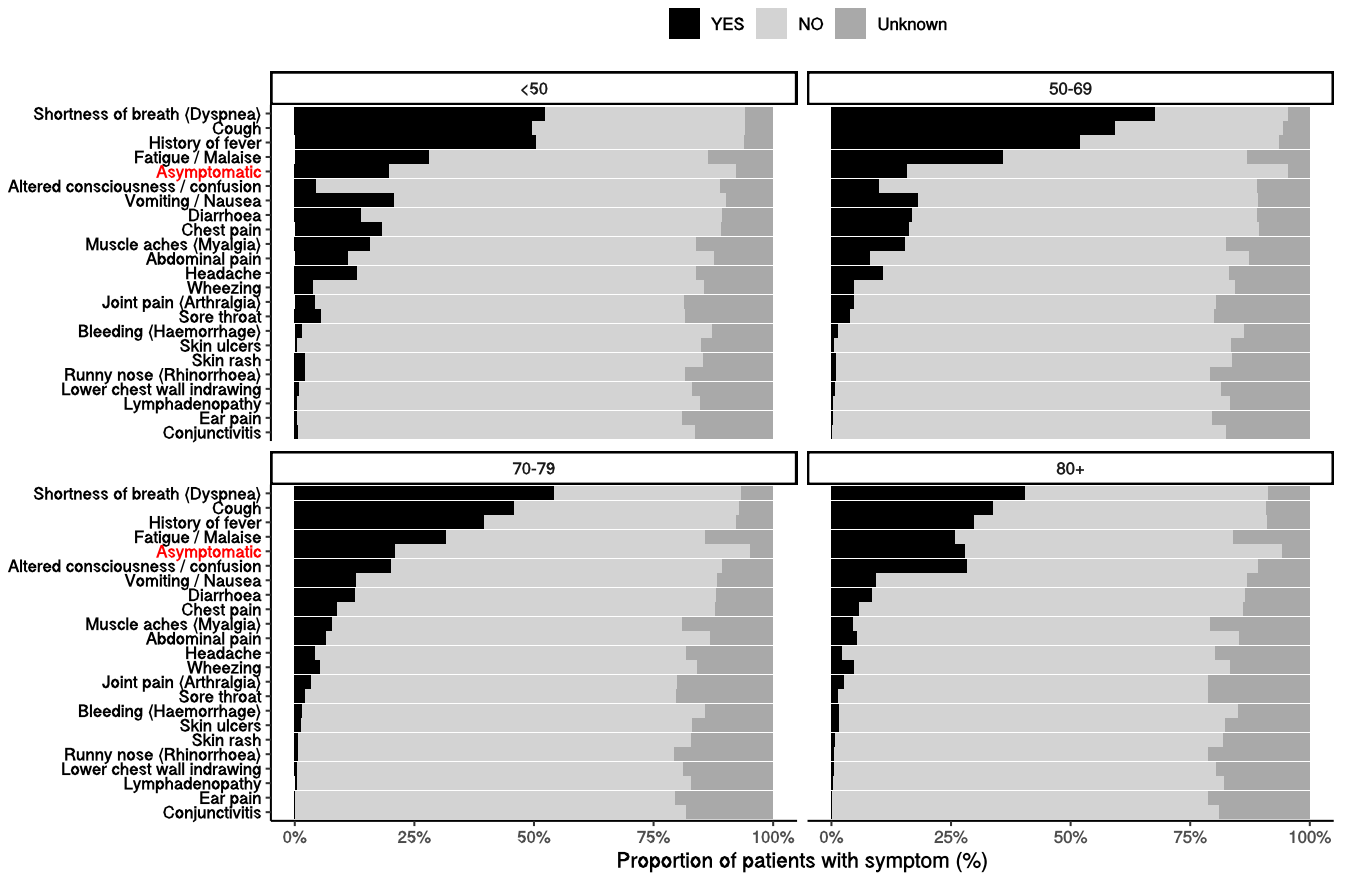 YES NO Unknown
<50 50-69
Shortness of breath (Dyspnea)
Cough
History of fever
Fatigue / Malaise
Asymptomatic
Altered consciousness / confusion
Vomiting / Nausea
Diarrhoea
Chest pain
Muscle aches (Myalgia)
Abdominal pain
Headache
Wheezing
Joint pain (Arthralgia)
Sore throat
Bleeding (Haemorrhage)
Skin ulcers
Skin rash
Runny nose (Rhinorrhoea)
Lower chest wall indrawing
Lymphadenopathy
Ear pain
Conjunctivitis
70-79 80+
Shortness of breath (Dyspnea)
Cough
History of fever
Fatigue / Malaise
Asymptomatic
Altered consciousness / confusion
Vomiting / Nausea
Diarrhoea
Chest pain
Muscle aches (Myalgia)
Abdominal pain
Headache
Wheezing
Joint pain (Arthralgia)
Sore throat
Bleeding (Haemorrhage)
Skin ulcers
Skin rash
Runny nose (Rhinorrhoea)
Lower chest wall indrawing
Lymphadenopathy
Ear pain
Conjunctivitis
0% 25% 50% 75% 100% 0% 25% 50% 75% 100%
Proportion of patients with symptom (%)